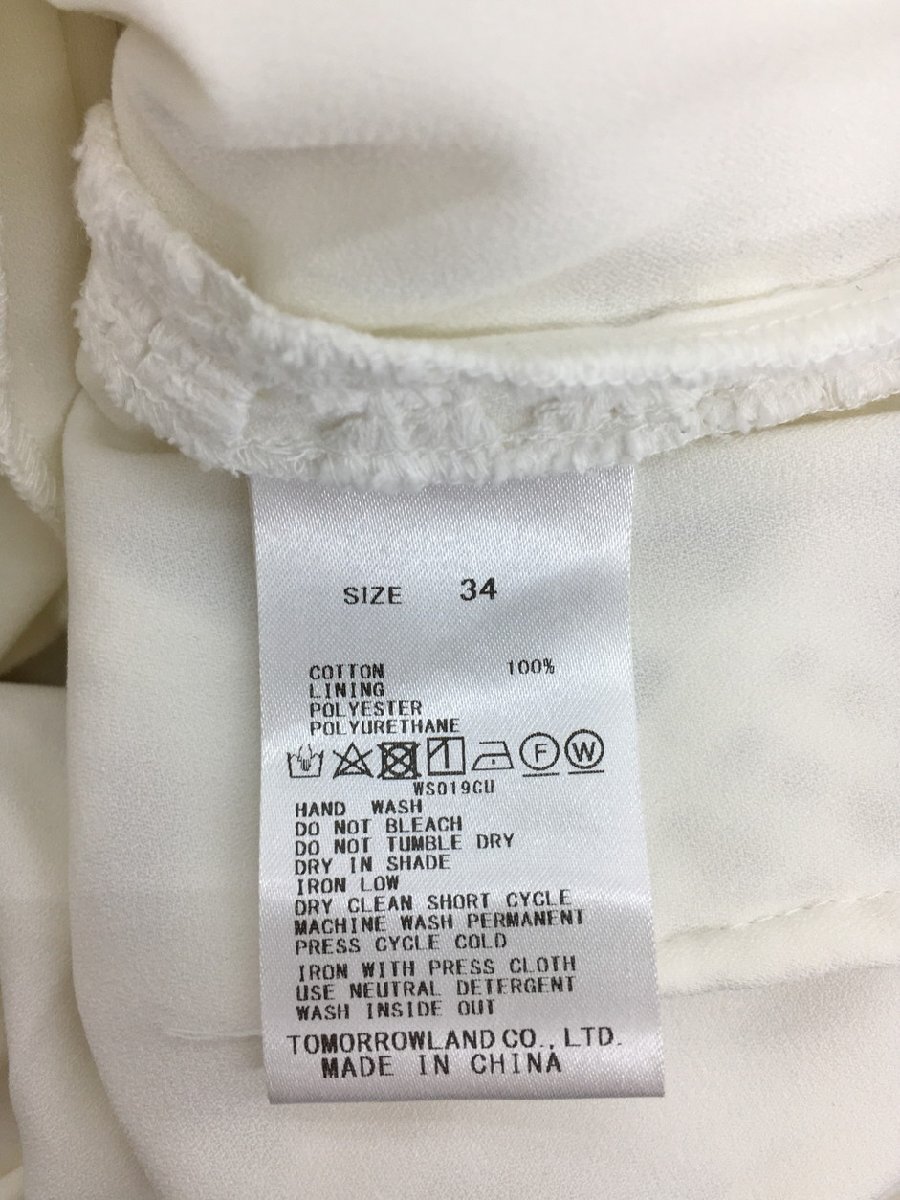 SIZE 34
COTTON 100%
LINING
POLYESTER
POLYURETHANE
F W
WS019CU
HAND WASH
DO NOT BLEACH
DO NOT TUMBLE DRY
DRY IN SHADE
IRON LOW
DRY CLEAN SHORT CYCLE
MACHINE WASH PERMANENT
PRESS CYCLE COLD
IRON WITH PRESS CLOTH
USE NEUTRAL DETERGENT
WASH INSIDE OUT
TOMORROWLAND CO., LTD.
MADE IN CHINA